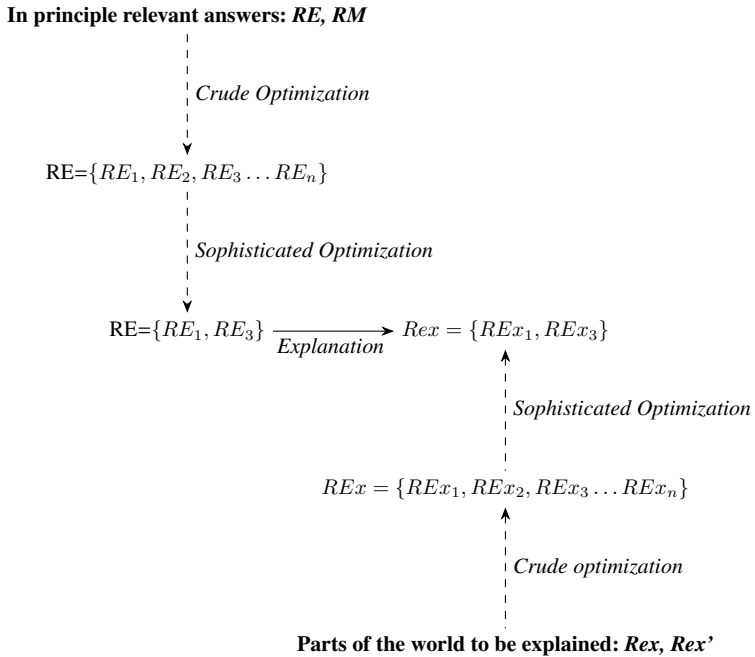 In principle relevant answers: RE, RM
Crude Optimization
RE={RE₁, RE₂, RE₃ … REₙ}
Sophisticated Optimization
RE={RE₁, RE₃}
Explanation
Rex = {REx₁, REx₃}
Sophisticated Optimization
REx = {REx₁, REx₂, REx₃ … RExₙ}
Crude optimization
Parts of the world to be explained: Rex, Rex’